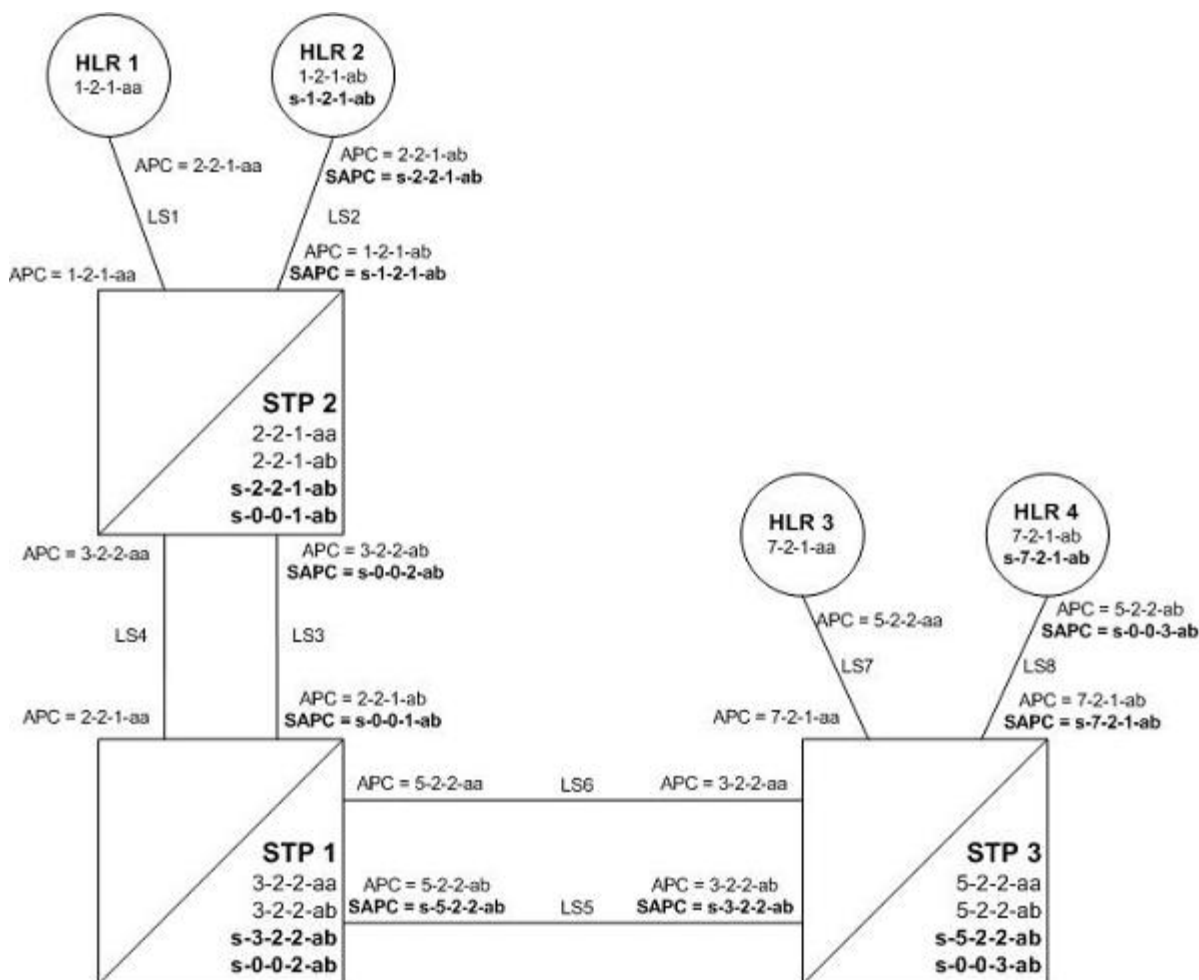 HLR 1
1-2-1-aa
HLR 2
1-2-1-ab
s-1-2-1-ab
APC = 2-2-1-aa
APC = 2-2-1-ab
SAPC = s-2-2-1-ab
LS1
LS2
APC = 1-2-1-aa
APC = 1-2-1-ab
SAPC = s-1-2-1-ab
STP 2
2-2-1-aa
2-2-1-ab
s-2-2-1-ab
s-0-0-1-ab
APC = 3-2-2-aa
APC = 3-2-2-ab
SAPC = s-0-0-2-ab
LS4
LS3
APC = 2-2-1-aa
APC = 2-2-1-ab
SAPC = s-0-0-1-ab
HLR 3
7-2-1-aa
HLR 4
7-2-1-ab
s-7-2-1-ab
APC = 5-2-2-aa
APC = 5-2-2-ab
SAPC = s-0-0-3-ab
LS7
LS8
APC = 7-2-1-aa
APC = 7-2-1-ab
SAPC = s-7-2-1-ab
APC = 5-2-2-aa
LS6
APC = 3-2-2-aa
STP 1
3-2-2-aa
3-2-2-ab
s-3-2-2-ab
s-0-0-2-ab
APC = 5-2-2-ab
SAPC = s-5-2-2-ab
LS5
APC = 3-2-2-ab
SAPC = s-3-2-2-ab
STP 3
5-2-2-aa
5-2-2-ab
s-5-2-2-ab
s-0-0-3-ab